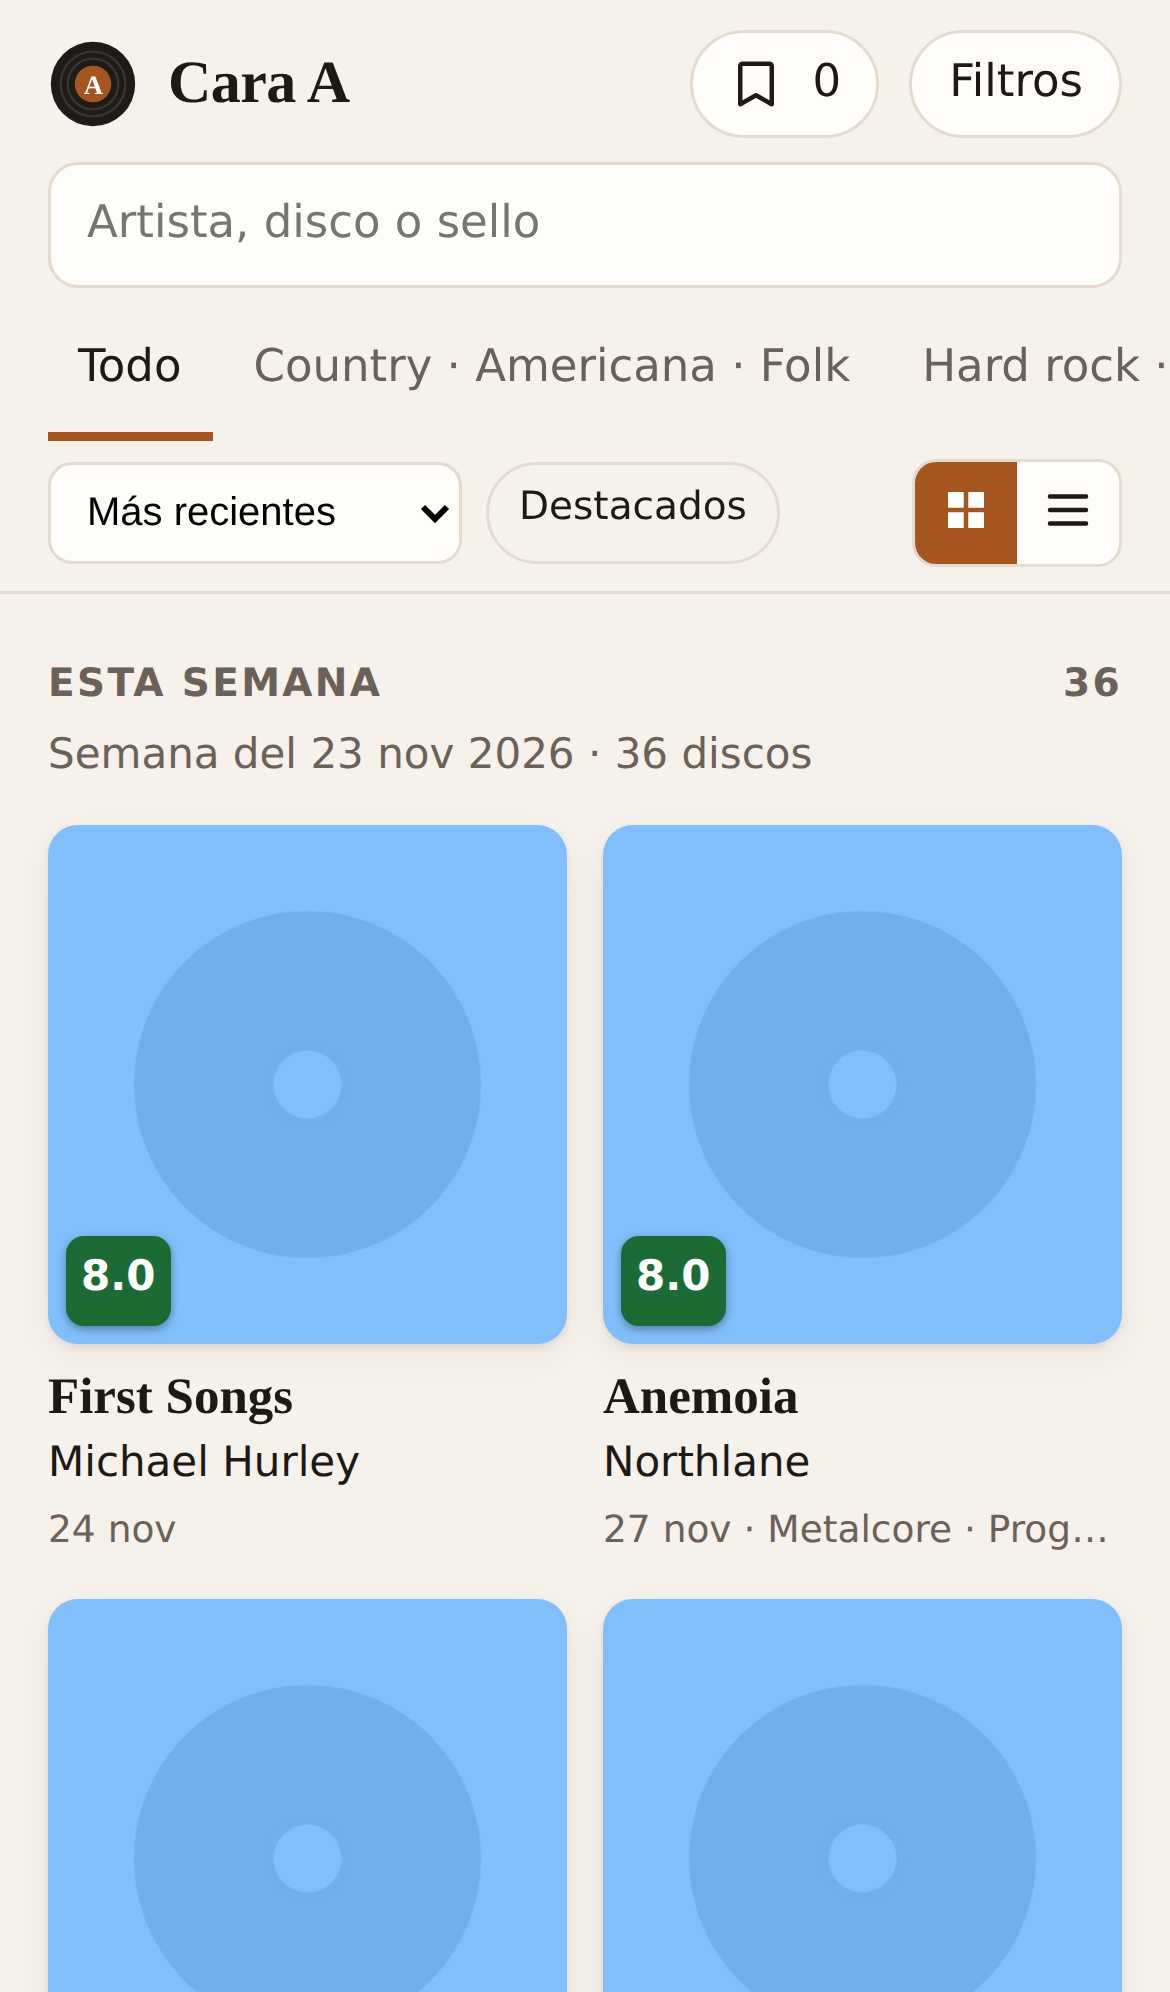 A
Cara A
0
Filtros
Artista, disco o sello
Todo
Country · Americana · Folk
Hard rock ·
Más recientes
Destacados
ESTA SEMANA
36
Semana del 23 nov 2026 · 36 discos
8.0
8.0
First Songs
Michael Hurley
24 nov
Anemoia
Northlane
27 nov · Metalcore · Prog…